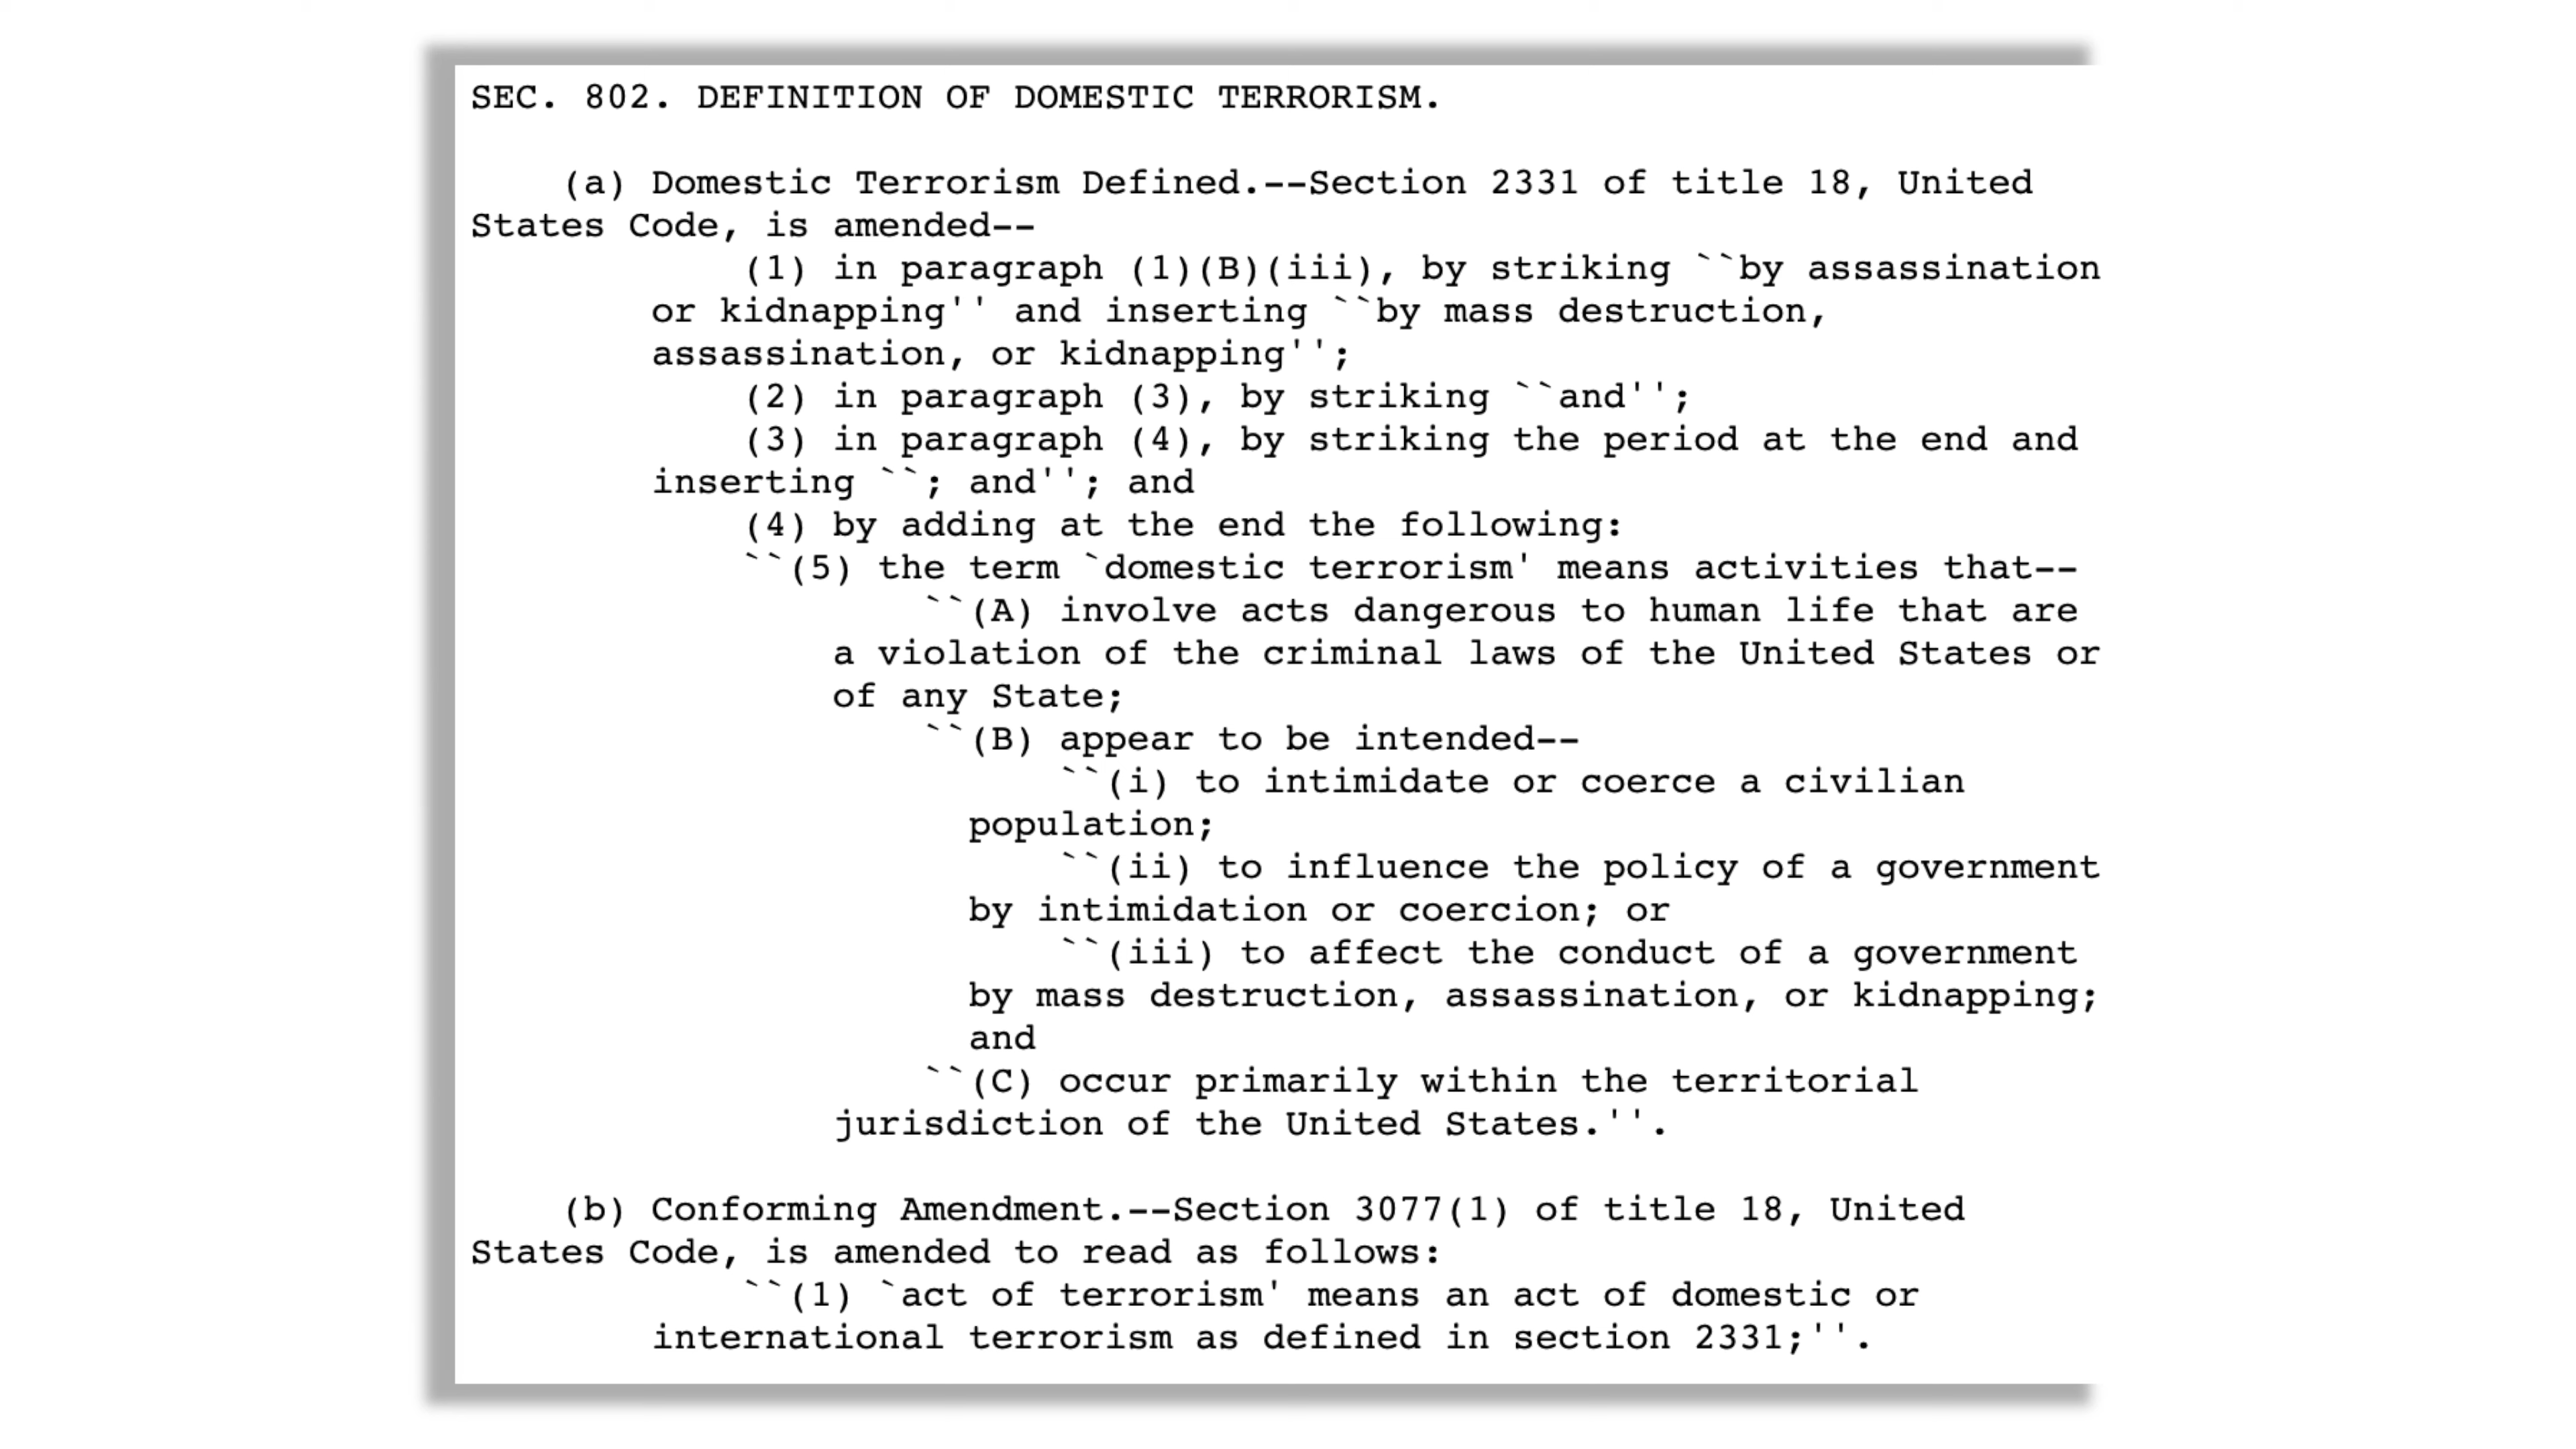 SEC. 802. DEFINITION OF DOMESTIC TERRORISM.
(a) Domestic Terrorism Defined.--Section 2331 of title 18, United
States Code, is amended--
(1) in paragraph (1)(B)(iii), by striking ``by assassination
or kidnapping'' and inserting ``by mass destruction,
assassination, or kidnapping'';
(2) in paragraph (3), by striking ``and'';
(3) in paragraph (4), by striking the period at the end and
inserting ``; and''; and
(4) by adding at the end the following:
``(5) the term `domestic terrorism' means activities that--
``(A) involve acts dangerous to human life that are
a violation of the criminal laws of the United States or
of any State;
``(B) appear to be intended--
``(i) to intimidate or coerce a civilian
population;
``(ii) to influence the policy of a government
by intimidation or coercion; or
``(iii) to affect the conduct of a government
by mass destruction, assassination, or kidnapping;
and
``(C) occur primarily within the territorial
jurisdiction of the United States.''.
(b) Conforming Amendment.--Section 3077(1) of title 18, United
States Code, is amended to read as follows:
``(1) `act of terrorism' means an act of domestic or
international terrorism as defined in section 2331;''.